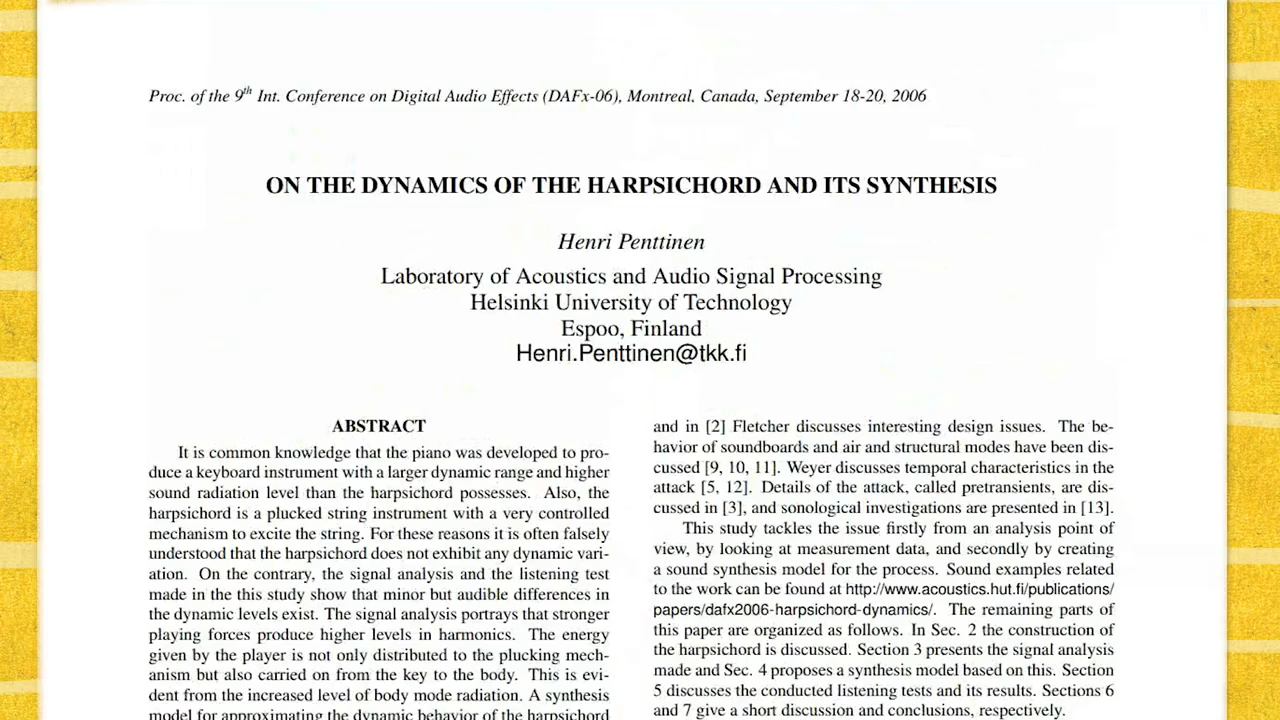 Proc. of the 9th Int. Conference on Digital Audio Effects (DAFx-06), Montreal, Canada, September 18-20, 2006
ON THE DYNAMICS OF THE HARPSICHORD AND ITS SYNTHESIS
Henri Penttinen
Laboratory of Acoustics and Audio Signal Processing
Helsinki University of Technology
Espoo, Finland
Henri.Penttinen@tkk.fi
ABSTRACT
It is common knowledge that the piano was developed to pro-
duce a keyboard instrument with a larger dynamic range and higher
sound radiation level than the harpsichord possesses. Also, the
harpsichord is a plucked string instrument with a very controlled
mechanism to excite the string. For these reasons it is often falsely
understood that the harpsichord does not exhibit any dynamic vari-
ation. On the contrary, the signal analysis and the listening test
made in the this study show that minor but audible differences in
the dynamic levels exist. The signal analysis portrays that stronger
playing forces produce higher levels in harmonics. The energy
given by the player is not only distributed to the plucking mech-
anism but also carried on from the key to the body. This is evi-
dent from the increased level of body mode radiation. A synthesis
model for approximating the dynamic behavior of the harpsichord
and in [2] Fletcher discusses interesting design issues. The be-
havior of soundboards and air and structural modes have been dis-
cussed [9, 10, 11]. Weyer discusses temporal characteristics in the
attack [5, 12]. Details of the attack, called pretransients, are dis-
cussed in [3], and sonological investigations are presented in [13].
This study tackles the issue firstly from an analysis point of
view, by looking at measurement data, and secondly by creating
a sound synthesis model for the process. Sound examples related
to the work can be found at http://www.acoustics.hut.fi/publications/
papers/dafx2006-harpsichord-dynamics/. The remaining parts of
this paper are organized as follows. In Sec. 2 the construction of
the harpsichord is discussed. Section 3 presents the signal analysis
made and Sec. 4 proposes a synthesis model based on this. Section
5 discusses the conducted listening tests and its results. Sections 6
and 7 give a short discussion and conclusions, respectively.